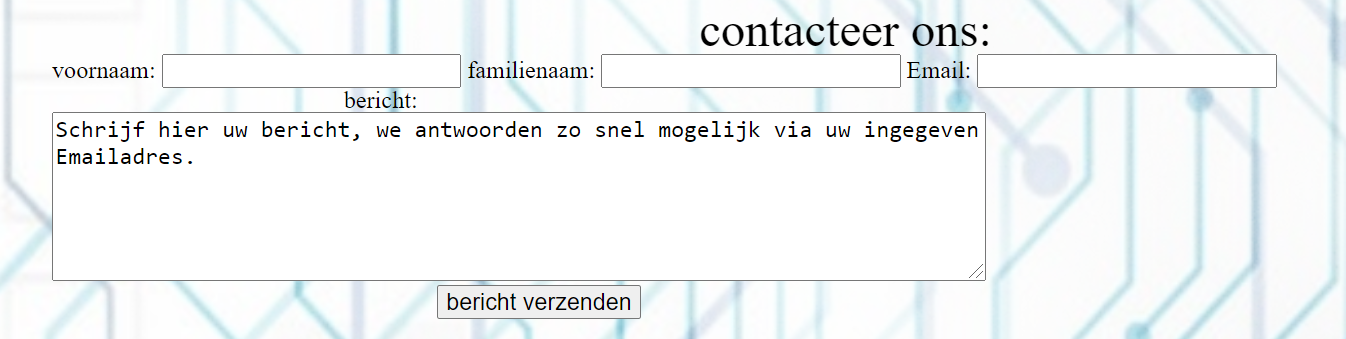 contacteer ons:
voornaam: familienaam: Email:
bericht:
Schrijf hier uw bericht, we antwoorden zo snel mogelijk via uw ingegeven
Emailadres.
bericht verzenden